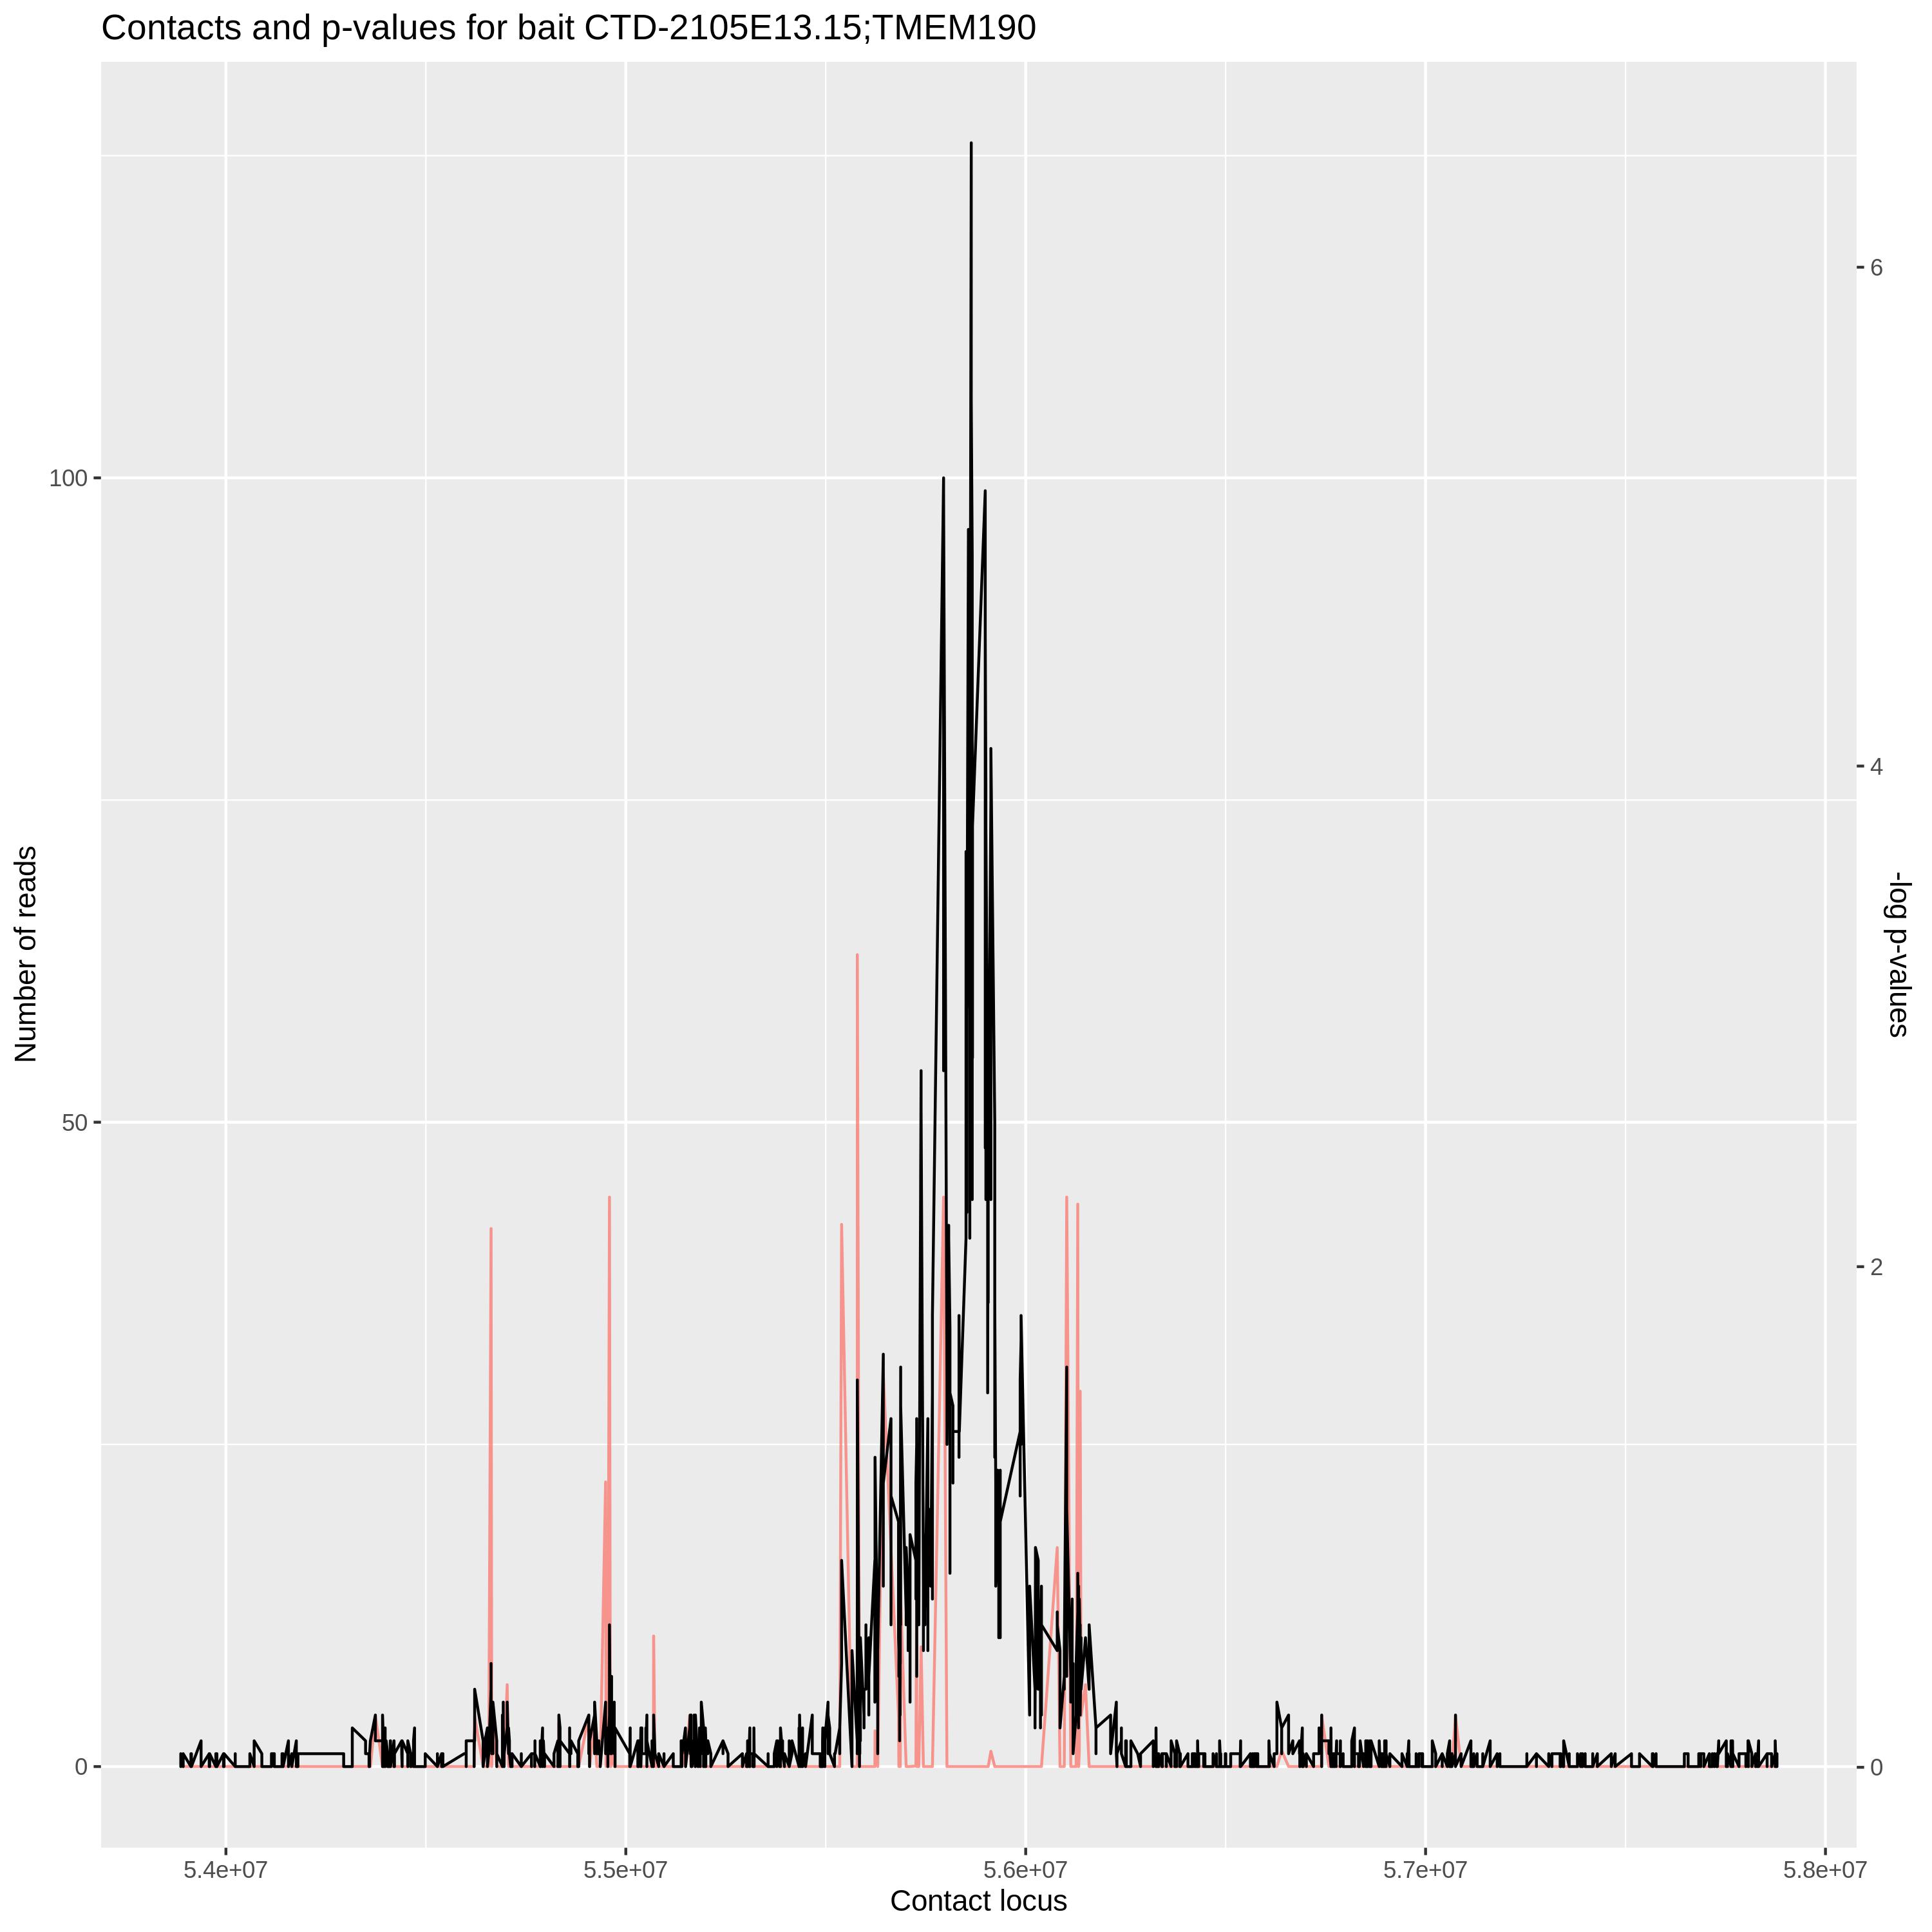 Contacts and p-values for bait CTD-2105E13.15;TMEM190
100
50
0
Number of reads
6
4
2
0
-log p-values
5.4e+07 5.5e+07 5.6e+07 5.7e+07 5.8e+07
Contact locus